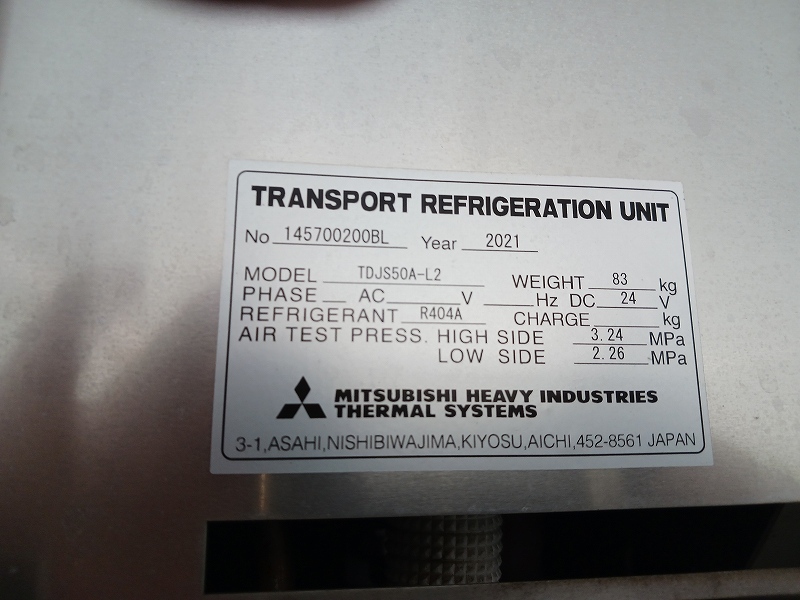 TRANSPORT REFRIGERATION UNIT
No 145700200BL Year 2021
MODEL TDJS50A-L2 WEIGHT 83 kg
PHASE AC V Hz DC 24 V
REFRIGERANT R404A CHARGE kg
AIR TEST PRESS. HIGH SIDE 3.24 MPa
LOW SIDE 2.26 MPa
MITSUBISHI HEAVY INDUSTRIES
THERMAL SYSTEMS
3-1,ASAHI,NISHIBIWAJIMA,KIYOSU,AICHI,452-8561 JAPAN